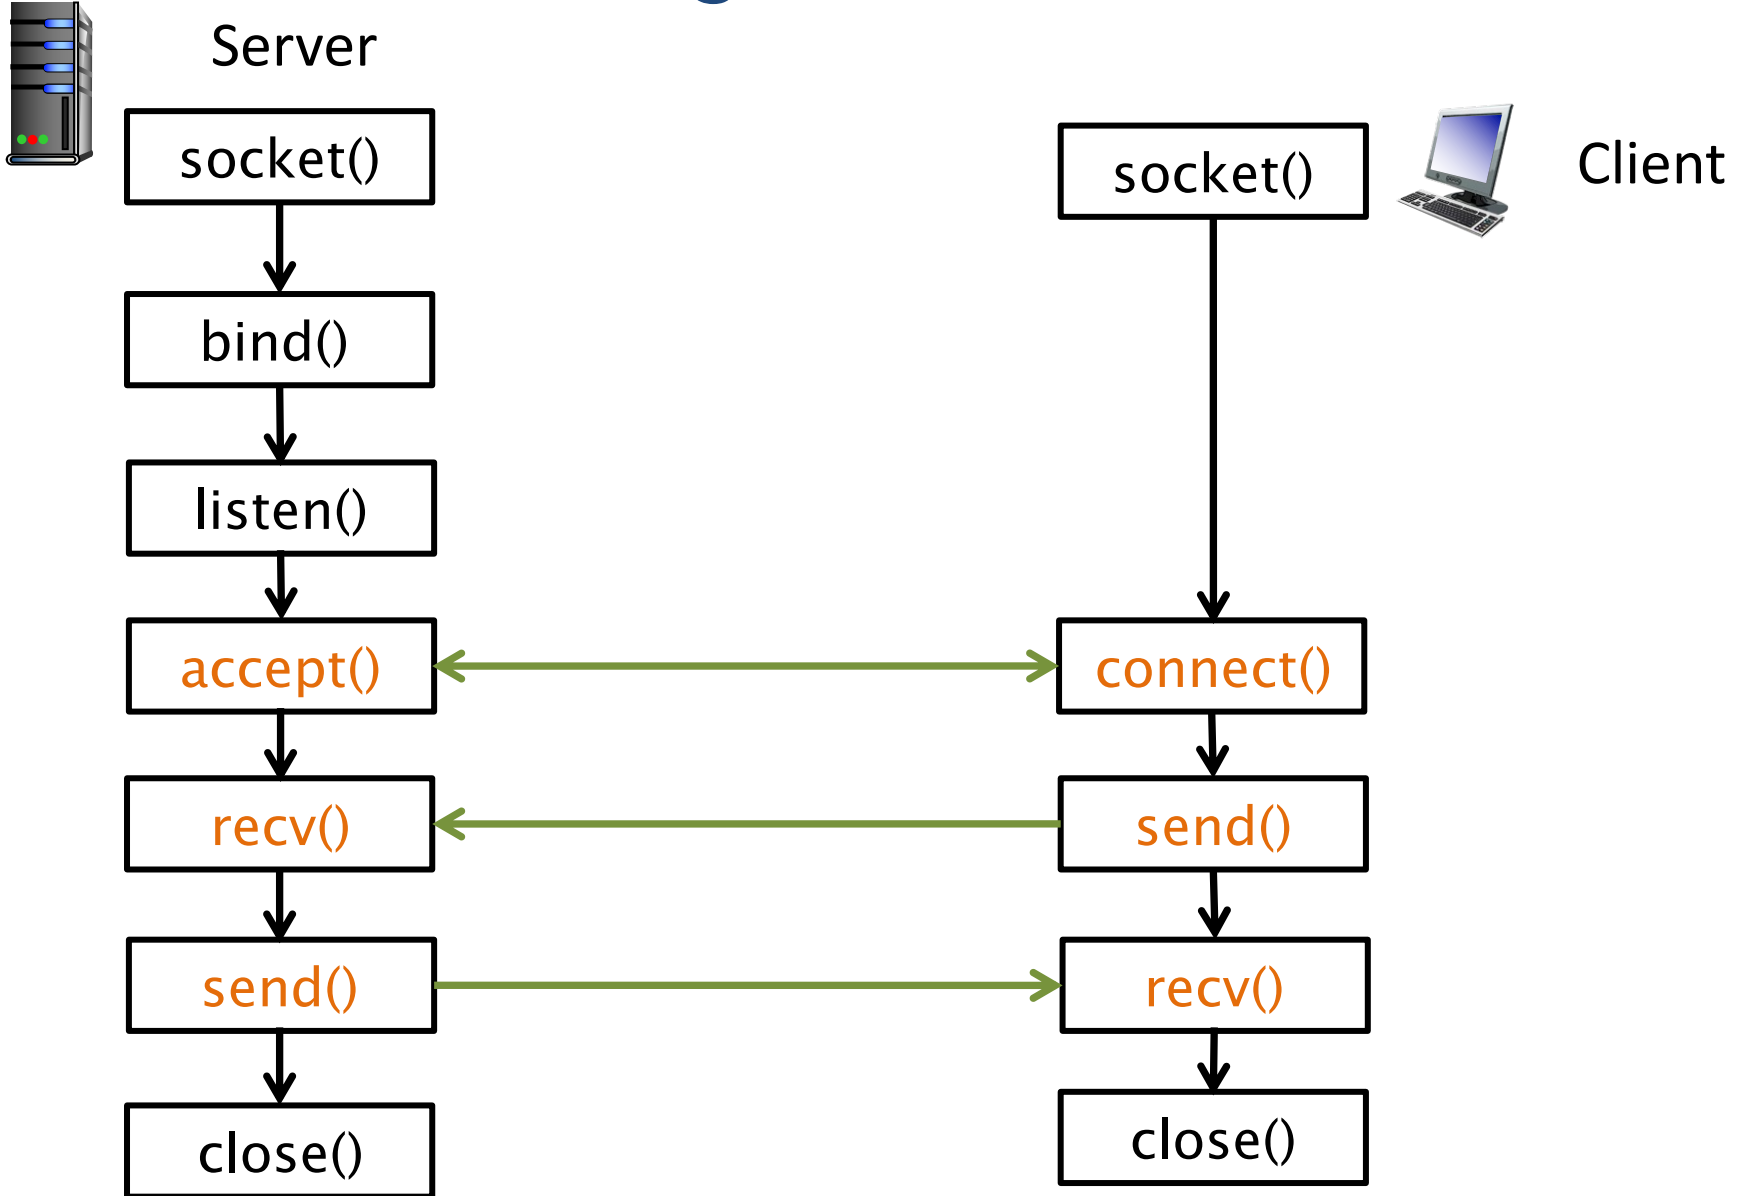 Server
socket()
bind()
listen()
accept()
recv()
send()
close()
Client
socket()
connect()
send()
recv()
close()